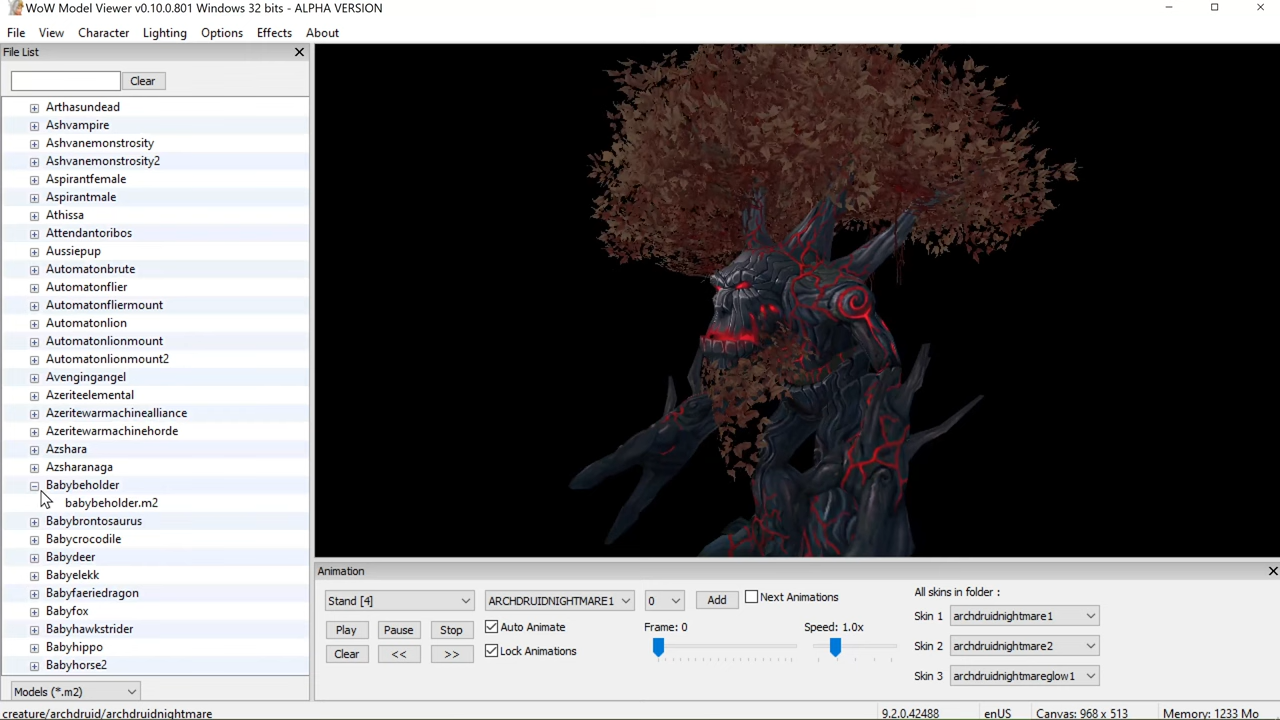 WoW Model Viewer v0.10.0.801 Windows 32 bits - ALPHA VERSION
File View Character Lighting Options Effects About
File List
Clear
Arthasundead
Ashvampire
Ashvanemonstrosity
Ashvanemonstrosity2
Aspirantfemale
Aspirantmale
Athissa
Attendantoribos
Aussiepup
Automatonbrute
Automatonflier
Automatonfliermount
Automatonlion
Automatonlionmount
Automatonlionmount2
Avengingangel
Azeriteelemental
Azeritewarmachinealliance
Azeritewarmachinehorde
Azshara
Azsharanaga
Babybeholder
babybeholder.m2
Babybrontosaurus
Babycrocodile
Babydeer
Babyelekk
Babyfaeriedragon
Babyfox
Babyhawkstrider
Babyhippo
Babyhorse2
Models (*.m2)
Animation
Stand [4] ARCHDRUIDNIGHTMARE1 0 Add Next Animations
Play Pause Stop Auto Animate Frame: 0 Speed: 1.0x
Clear << >> Lock Animations
All skins in folder :
Skin 1 archdruidnightmare1
Skin 2 archdruidnightmare2
Skin 3 archdruidnightmareglow1
creature/archdruid/archdruidnightmare 9.2.0.42488 enUS Canvas: 968 x 513 Memory: 1233 Mo